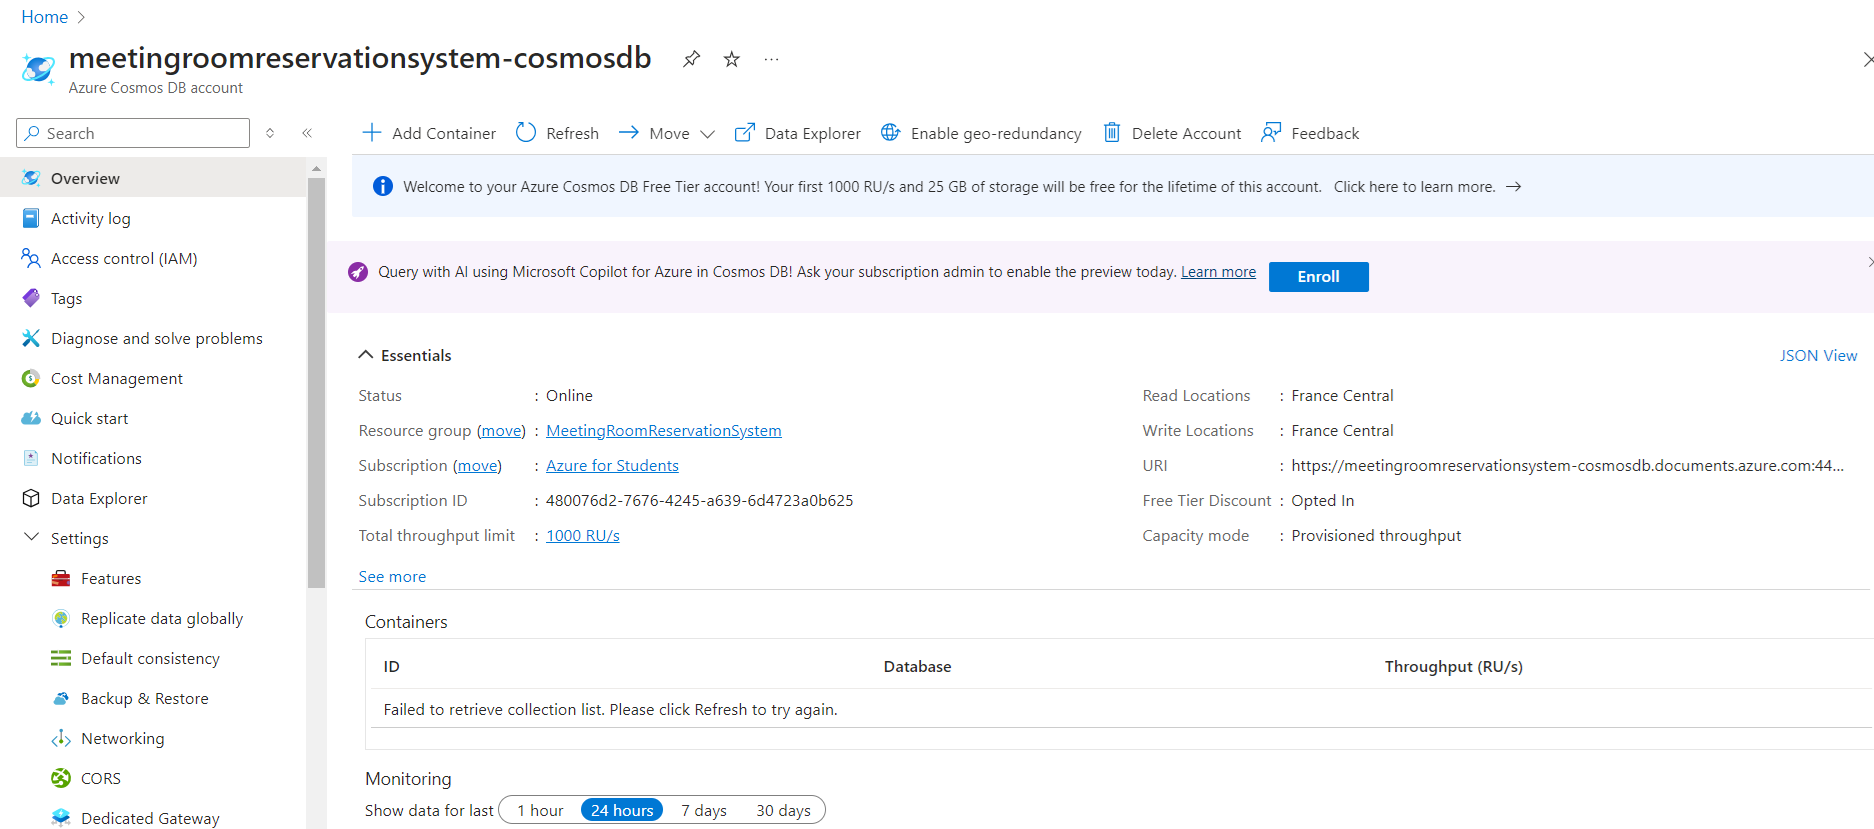 Home
meetingroomreservationsystem-cosmosdb
Azure Cosmos DB account
Search
Add Container Refresh Move Data Explorer Enable geo-redundancy Delete Account Feedback
Overview
Activity log
Access control (IAM)
Tags
Diagnose and solve problems
Cost Management
Quick start
Notifications
Data Explorer
Settings
Features
Replicate data globally
Default consistency
Backup & Restore
Networking
CORS
Dedicated Gateway
Welcome to your Azure Cosmos DB Free Tier account! Your first 1000 RU/s and 25 GB of storage will be free for the lifetime of this account. Click here to learn more. →
Query with AI using Microsoft Copilot for Azure in Cosmos DB! Ask your subscription admin to enable the preview today. Learn more Enroll
Essentials JSON View
Status : Online
Resource group (move) : MeetingRoomReservationSystem
Subscription (move) : Azure for Students
Subscription ID : 480076d2-7676-4245-a639-6d4723a0b625
Total throughput limit : 1000 RU/s
Read Locations : France Central
Write Locations : France Central
URI : https://meetingroomreservationsystem-cosmosdb.documents.azure.com:44...
Free Tier Discount : Opted In
Capacity mode : Provisioned throughput
See more
Containers
ID Database Throughput (RU/s)
Failed to retrieve collection list. Please click Refresh to try again.
Monitoring
Show data for last 1 hour 24 hours 7 days 30 days